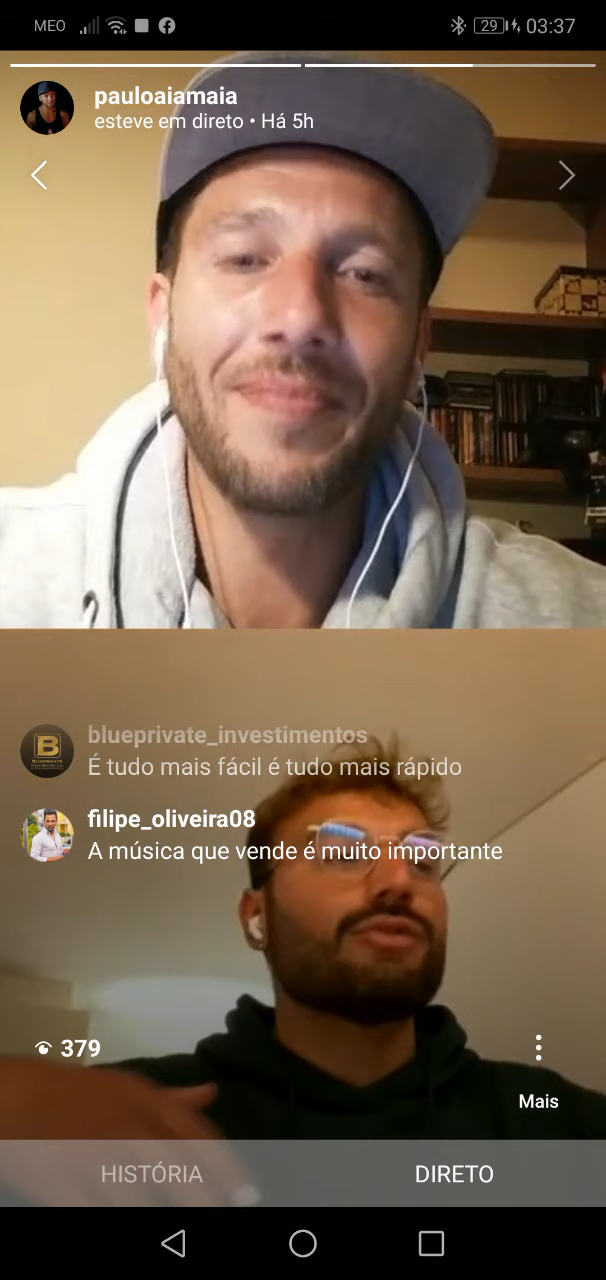 MEO 29 03:37
pauloaiamaia
esteve em direto • Há 5h
blueprivate_investimentos
É tudo mais fácil é tudo mais rápido
filipe_oliveira08
A música que vende é muito importante
379
Mais
HISTÓRIA DIRETO